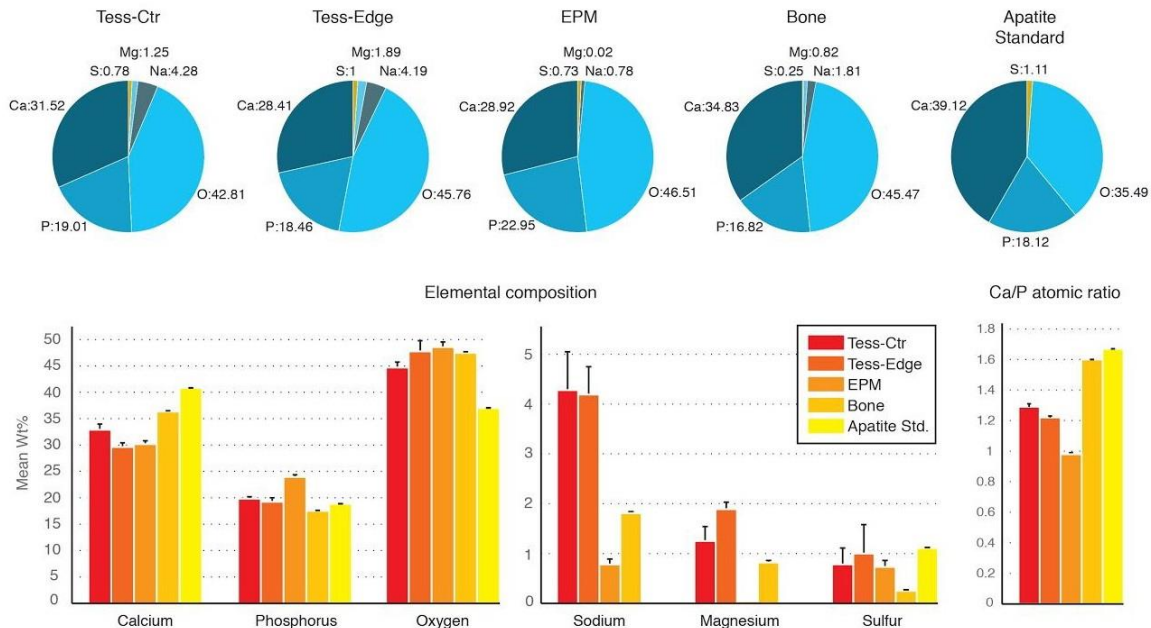 Tess-Ctr
Mg:1.25
S:0.78 Na:4.28
Ca:31.52
O:42.81
P:19.01
Tess-Edge
Mg:1.89
S:1 Na:4.19
Ca:28.41
O:45.76
P:18.46
EPM
Mg:0.02
S:0.73 Na:0.78
Ca:28.92
O:46.51
P:22.95
Bone
Mg:0.82
S:0.25 Na:1.81
Ca:34.83
O:45.47
P:16.82
Apatite
Standard
S:1.11
Ca:39.12
O:35.49
P:18.12
Elemental composition
Mean Wt%
50
45
40
35
30
25
20
15
10
5
0
Calcium Phosphorus Oxygen
5
4
3
2
1
0
Sodium Magnesium Sulfur
Tess-Ctr
Tess-Edge
EPM
Bone
Apatite Std.
Ca/P atomic ratio
1.8
1.6
1.4
1.2
1
0.8
0.6
0.4
0.2
0